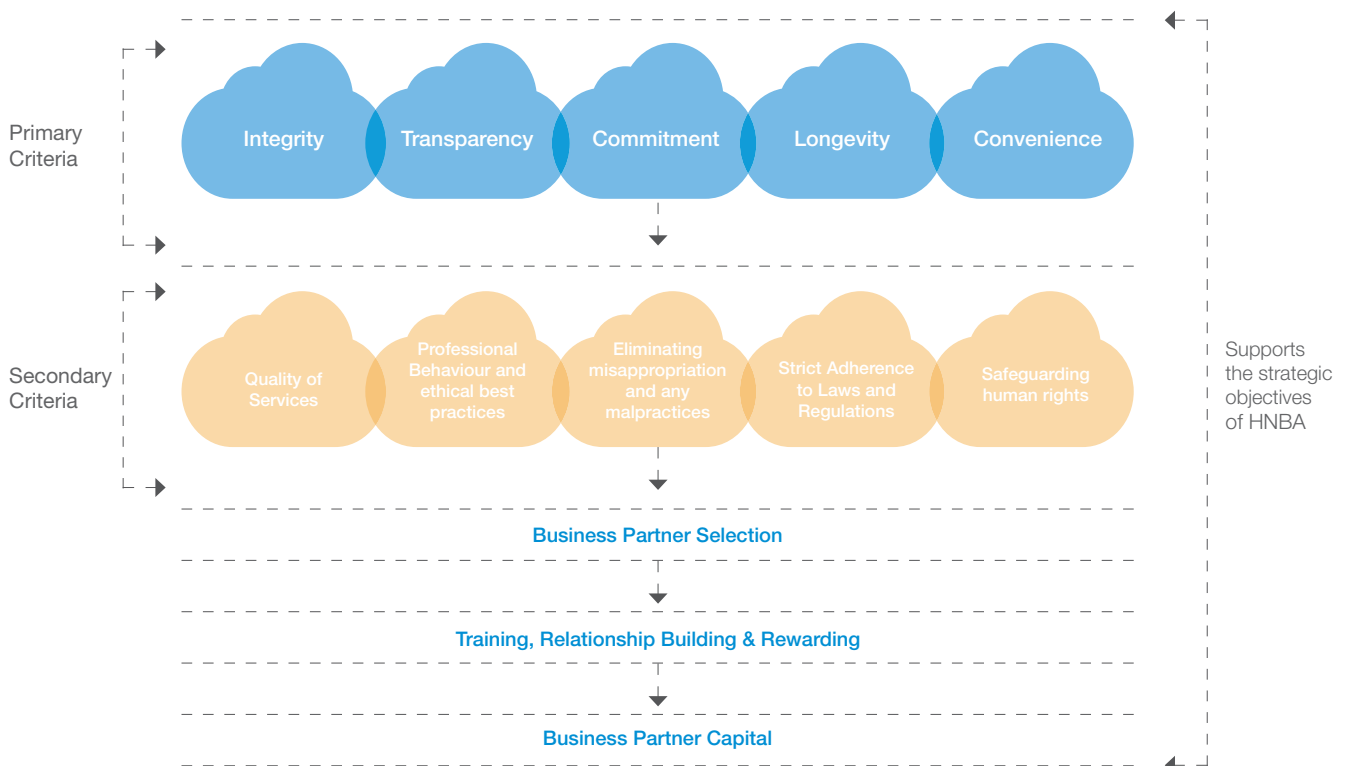 Primary
Criteria
Integrity
Transparency
Commitment
Longevity
Convenience
Secondary
Criteria
Quality of
Services
Professional
Behaviour and
ethical best
practices
Eliminating
misappropriation
and any
malpractices
Strict Adherence
to Laws and
Regulations
Safeguarding
human rights
Supports
the strategic
objectives
of HNBA
Business Partner Selection
Training, Relationship Building & Rewarding
Business Partner Capital